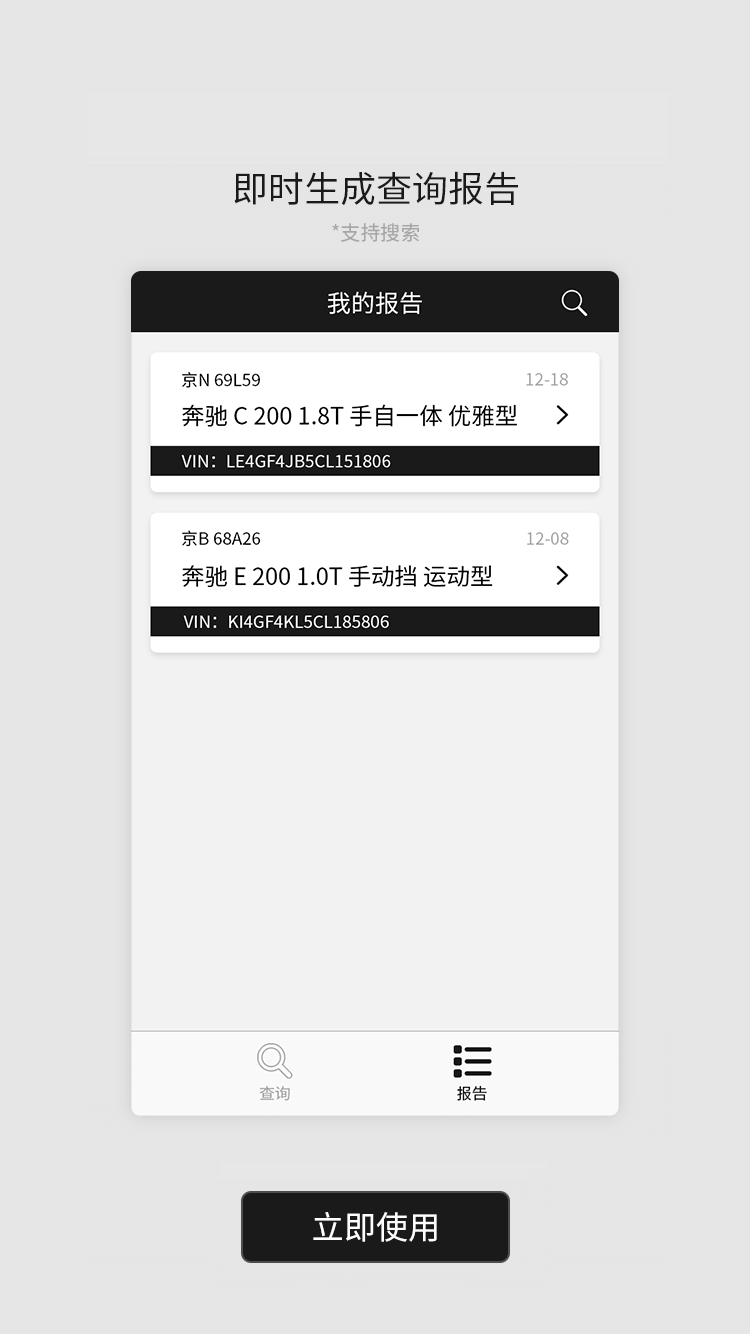 即时生成查询报告
*支持搜索
我的报告
京N 69L59 12-18
奔驰 C 200 1.8T 手自一体 优雅型
VIN：LE4GF4JB5CL151806
京B 68A26 12-08
奔驰 E 200 1.0T 手动挡 运动型
VIN：KI4GF4KL5CL185806
查询 报告
立即使用